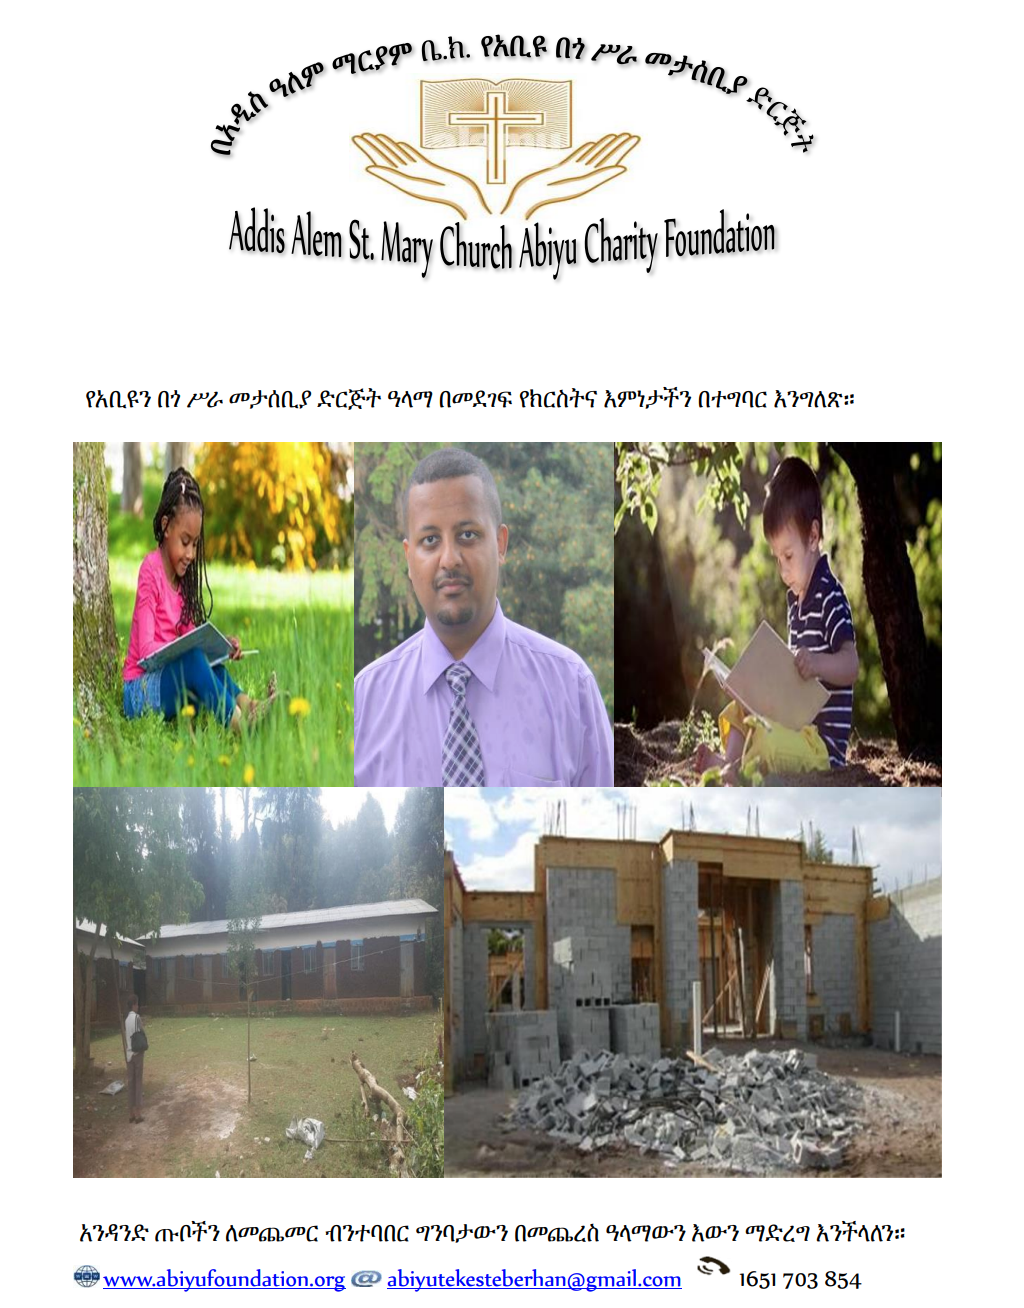 በአዲስ ዓለም ማርያም ቤ.ክ. የአቢዩ በጎ ሥራ መታሰቢያ ድርጅት
Addis Alem St. Mary Church Abiyu Charity Foundation
የአቢዩን በጎ ሥራ መታሰቢያ ድርጅት ዓላማ በመደገፍ የክርስትና እምነታችን በተግባር እንግለጽ።
አንዳንድ ጡቦችን ለመጨመር ብንተባበር ግንባታውን በመጨረስ ዓላማውን እውን ማድረግ እንችላለን።
www.abiyufoundation.org abiyutekesteberhan@gmail.com 1651 703 854